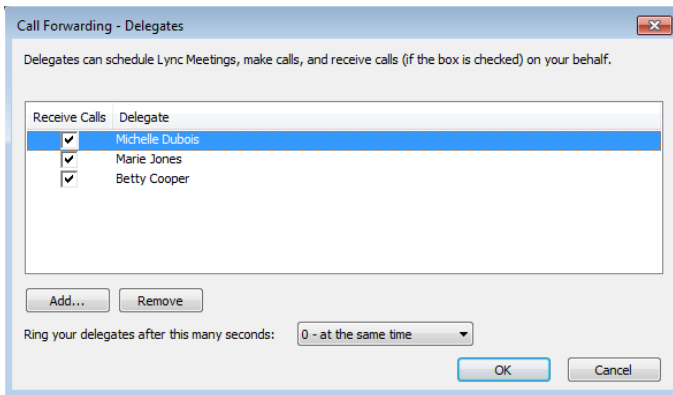 Call Forwarding - Delegates
Delegates can schedule Lync Meetings, make calls, and receive calls (if the box is checked) on your behalf.
Receive Calls Delegate
Michelle Dubois
Marie Jones
Betty Cooper
Add... Remove
Ring your delegates after this many seconds: 0 - at the same time
OK Cancel